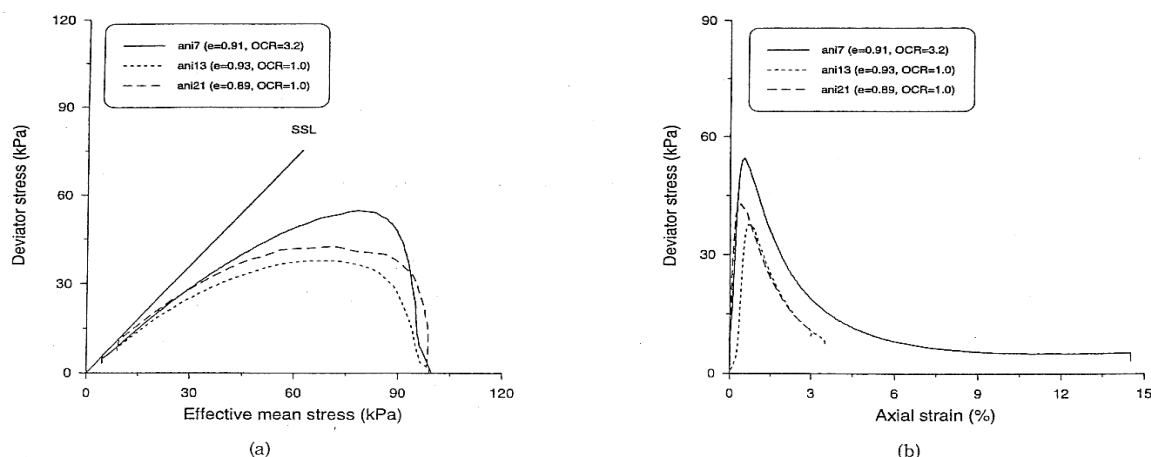 120
90
60
30
0
Deviator stress (kPa)
ani7 (e=0.91, OCR=3.2)
ani13 (e=0.93, OCR=1.0)
ani21 (e=0.89, OCR=1.0)
SSL
0
30
60
90
120
Effective mean stress (kPa)
(a)
90
60
30
0
Deviator stress (kPa)
ani7 (e=0.91, OCR=3.2)
ani13 (e=0.93, OCR=1.0)
ani21 (e=0.89, OCR=1.0)
0
3
6
9
12
15
Axial strain (%)
(b)